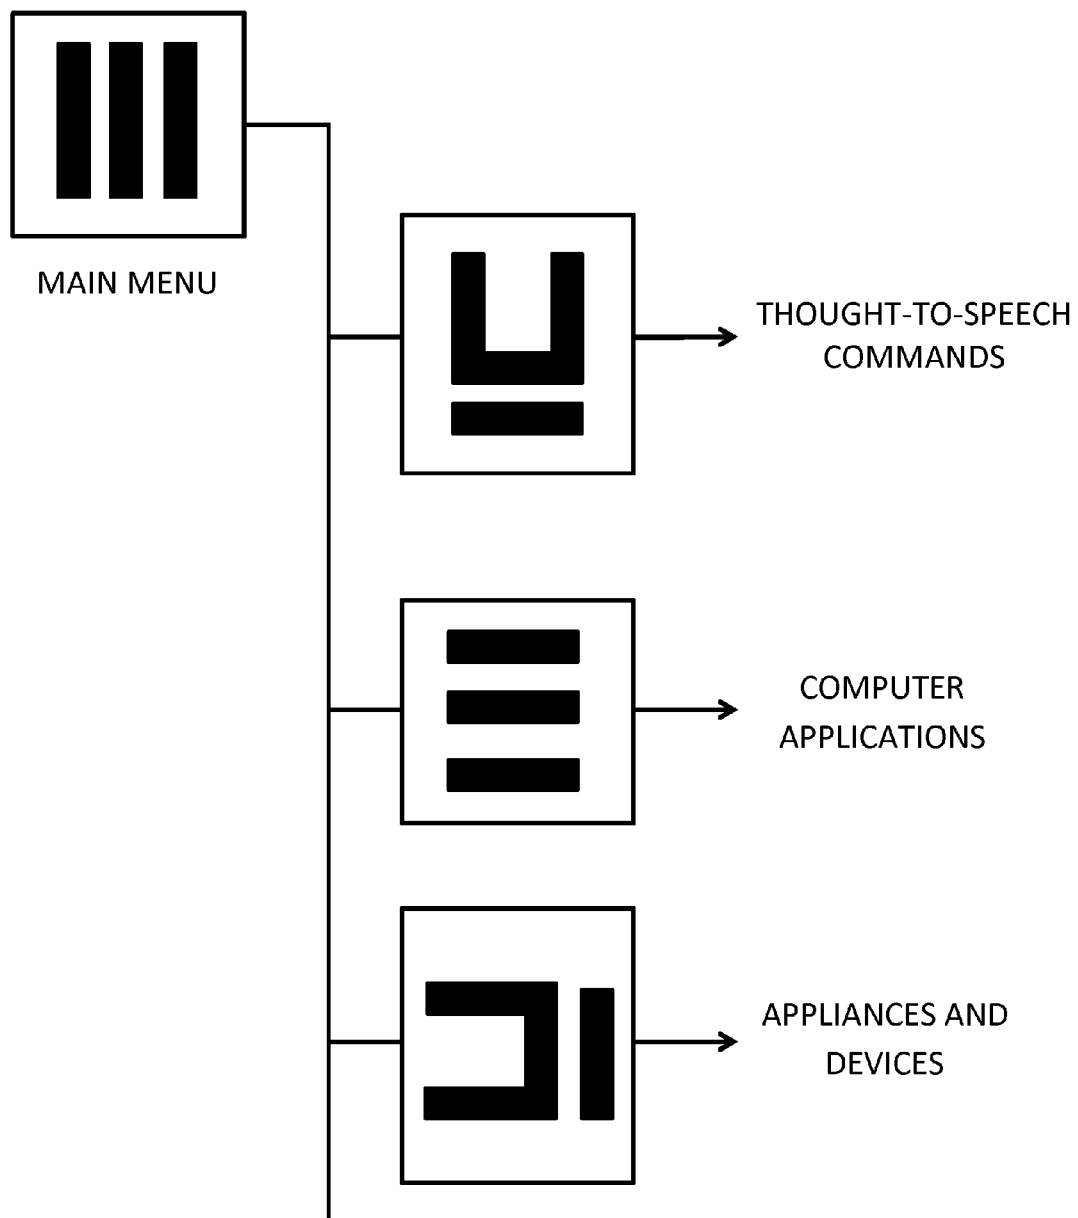 MAIN MENU
THOUGHT-TO-SPEECH
COMMANDS
COMPUTER
APPLICATIONS
APPLIANCES AND
DEVICES